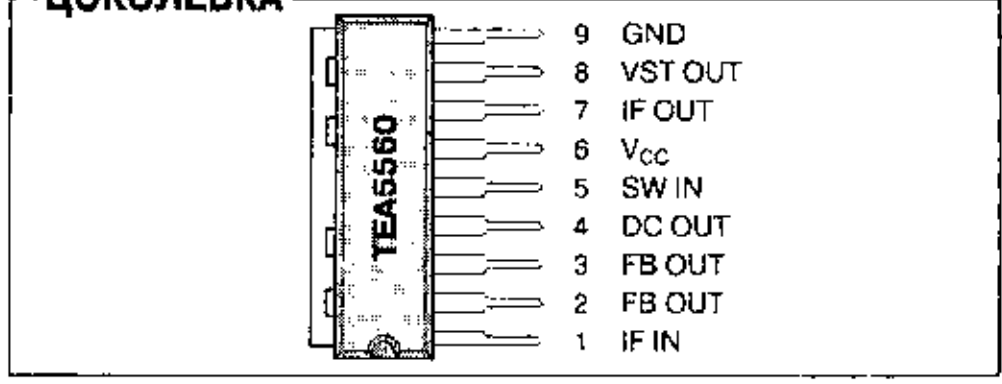 ЦОКОЛЕВКА
TEA5560
9 GND
8 VST OUT
7 IF OUT
6 VCC
5 SW IN
4 DC OUT
3 FB OUT
2 FB OUT
1 IF IN